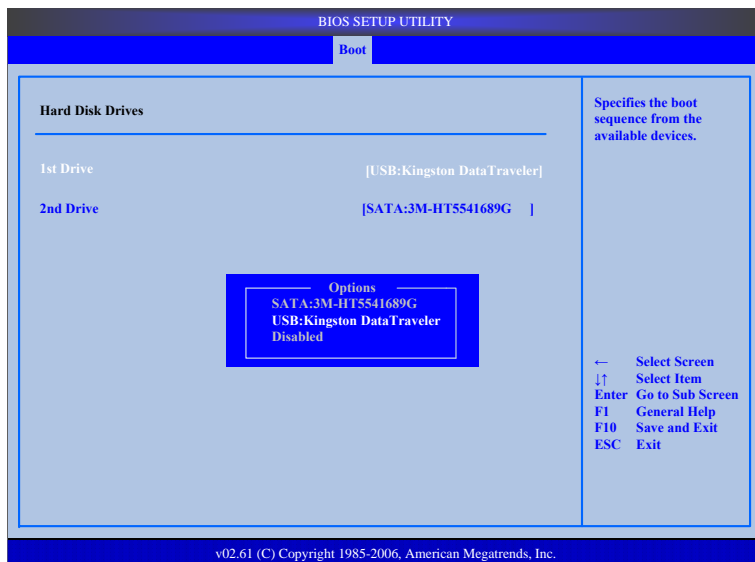 BIOS SETUP UTILITY
Boot
Hard Disk Drives
1st Drive [USB:Kingston DataTraveler]
2nd Drive [SATA:3M-HT5541689G ]
Options
SATA:3M-HT5541689G
USB:Kingston DataTraveler
Disabled
Specifies the boot
sequence from the
available devices.
← Select Screen
↓↑ Select Item
Enter Go to Sub Screen
F1 General Help
F10 Save and Exit
ESC Exit
v02.61 (C) Copyright 1985-2006, American Megatrends, Inc.